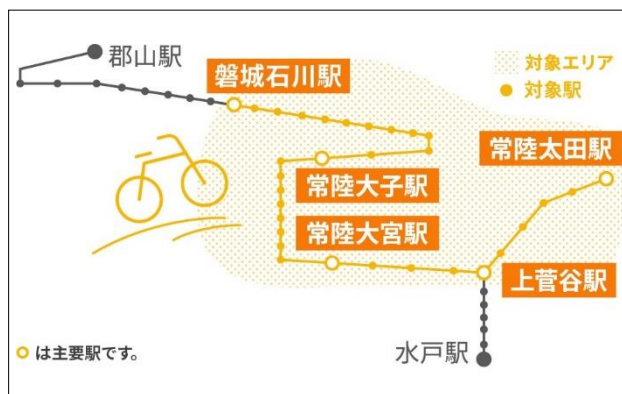 郡山駅
磐城石川駅
対象エリア
対象駅
常陸太田駅
常陸大子駅
常陸大宮駅
上菅谷駅
水戸駅
は主要駅です。